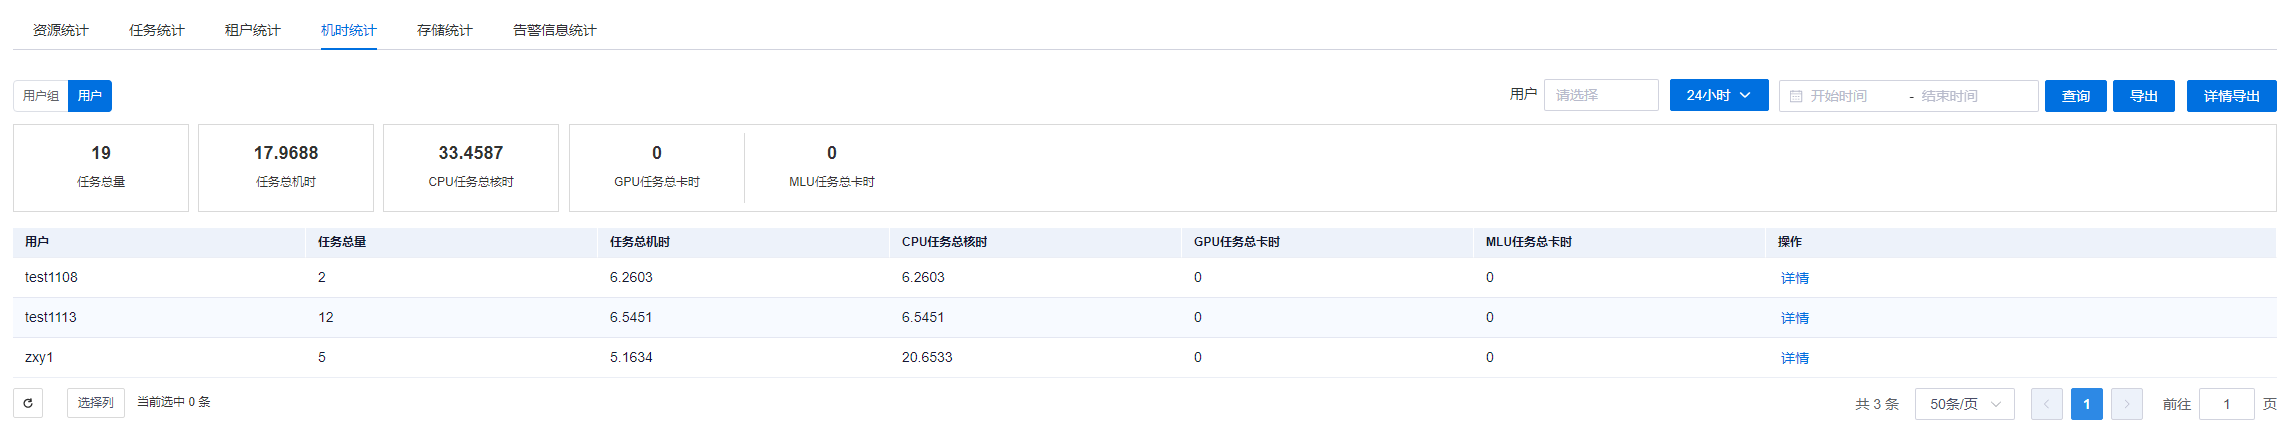 资源统计 任务统计 租户统计 机时统计 存储统计 告警信息统计
用户组 用户 用户 请选择 24小时 开始时间 - 结束时间 查询 导出 详情导出
19 17.9688 33.4587 0 0
任务总量 任务总机时 CPU任务总核时 GPU任务总卡时 MLU任务总卡时
用户 任务总量 任务总机时 CPU任务总核时 GPU任务总卡时 MLU任务总卡时 操作
test1108 2 6.2603 6.2603 0 0 详情
test1113 12 6.5451 6.5451 0 0 详情
zxy1 5 5.1634 20.6533 0 0 详情
选择列 当前选中 0 条 共 3 条 50条/页 1 前往 1 页